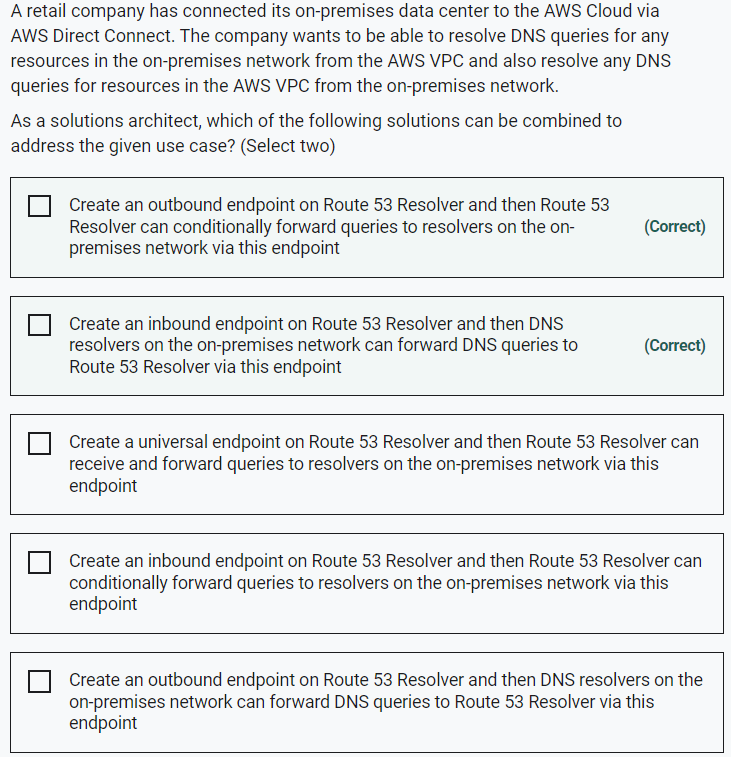 A retail company has connected its on-premises data center to the AWS Cloud via
AWS Direct Connect. The company wants to be able to resolve DNS queries for any
resources in the on-premises network from the AWS VPC and also resolve any DNS
queries for resources in the AWS VPC from the on-premises network.
As a solutions architect, which of the following solutions can be combined to
address the given use case? (Select two)
Create an outbound endpoint on Route 53 Resolver and then Route 53
Resolver can conditionally forward queries to resolvers on the on-
premises network via this endpoint
(Correct)
Create an inbound endpoint on Route 53 Resolver and then DNS
resolvers on the on-premises network can forward DNS queries to
Route 53 Resolver via this endpoint
(Correct)
Create a universal endpoint on Route 53 Resolver and then Route 53 Resolver can
receive and forward queries to resolvers on the on-premises network via this
endpoint
Create an inbound endpoint on Route 53 Resolver and then Route 53 Resolver can
conditionally forward queries to resolvers on the on-premises network via this
endpoint
Create an outbound endpoint on Route 53 Resolver and then DNS resolvers on the
on-premises network can forward DNS queries to Route 53 Resolver via this
endpoint